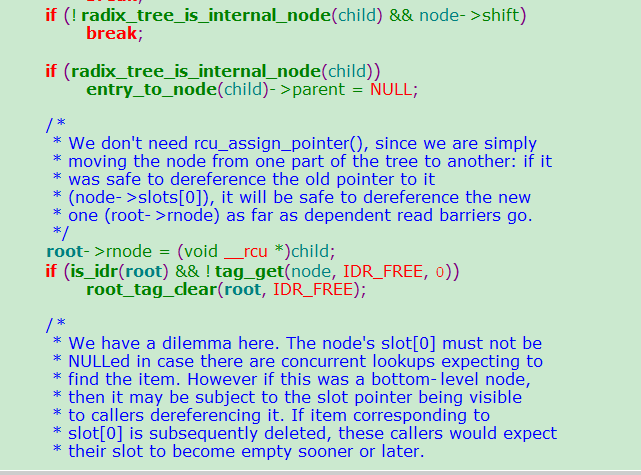 if (!radix_tree_is_internal_node(child) && node->shift)
break;
if (radix_tree_is_internal_node(child))
entry_to_node(child)->parent = NULL;
/*
* We don't need rcu_assign_pointer(), since we are simply
* moving the node from one part of the tree to another: if it
* was safe to dereference the old pointer to it
* (node->slots[0]), it will be safe to dereference the new
* one (root->rnode) as far as dependent read barriers go.
*/
root->rnode = (void __rcu *)child;
if (is_idr(root) && !tag_get(node, IDR_FREE, 0))
root_tag_clear(root, IDR_FREE);
/*
* We have a dilemma here. The node's slot[0] must not be
* NULLed in case there are concurrent lookups expecting to
* find the item. However if this was a bottom-level node,
* then it may be subject to the slot pointer being visible
* to callers dereferencing it. If item corresponding to
* slot[0] is subsequently deleted, these callers would expect
* their slot to become empty sooner or later.